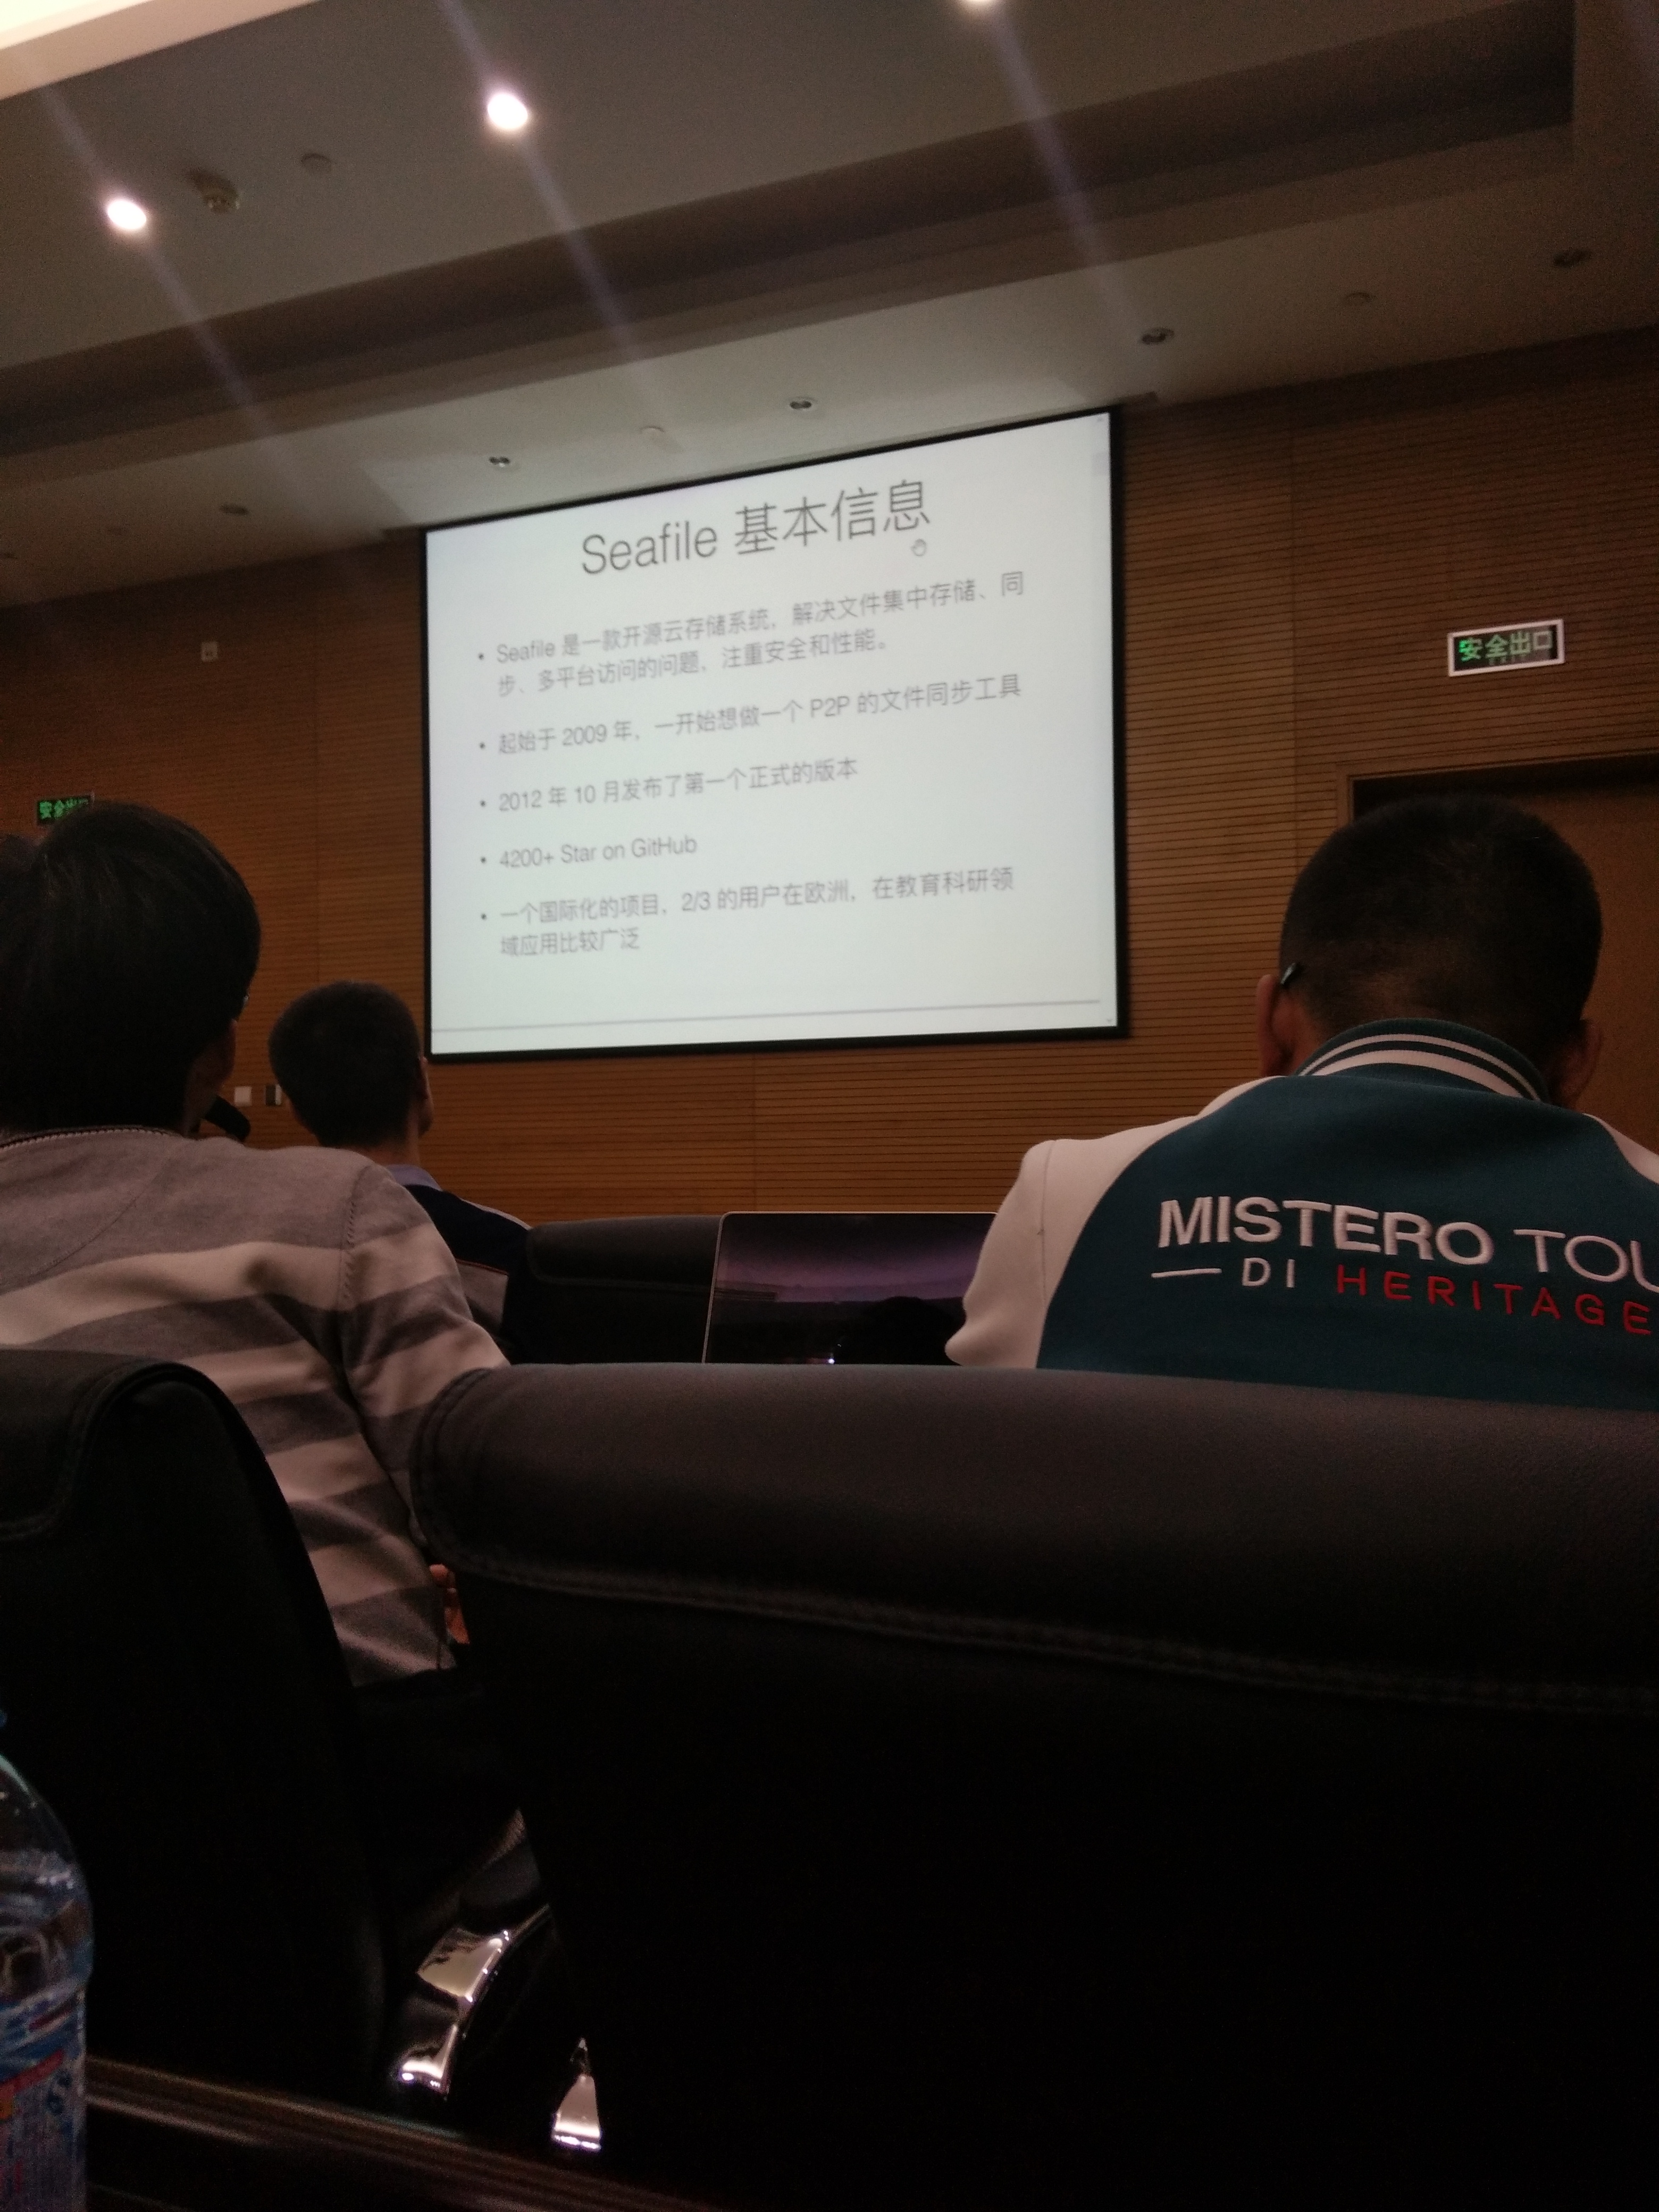 Seafile 基本信息
• Seafile 是一款开源云存储系统，解决文件集中存储、同
步、多平台访问的问题，注重安全和性能。
• 起始于 2009 年，一开始想做一个 P2P 的文件同步工具
• 2012 年 10 月发布了第一个正式的版本
• 4200+ Star on GitHub
• 一个国际化的项目，2/3 的用户在欧洲，在教育科研领
域应用比较广泛
安全出口
EXIT
安全出口
MISTERO TOU
DI HERITAGE